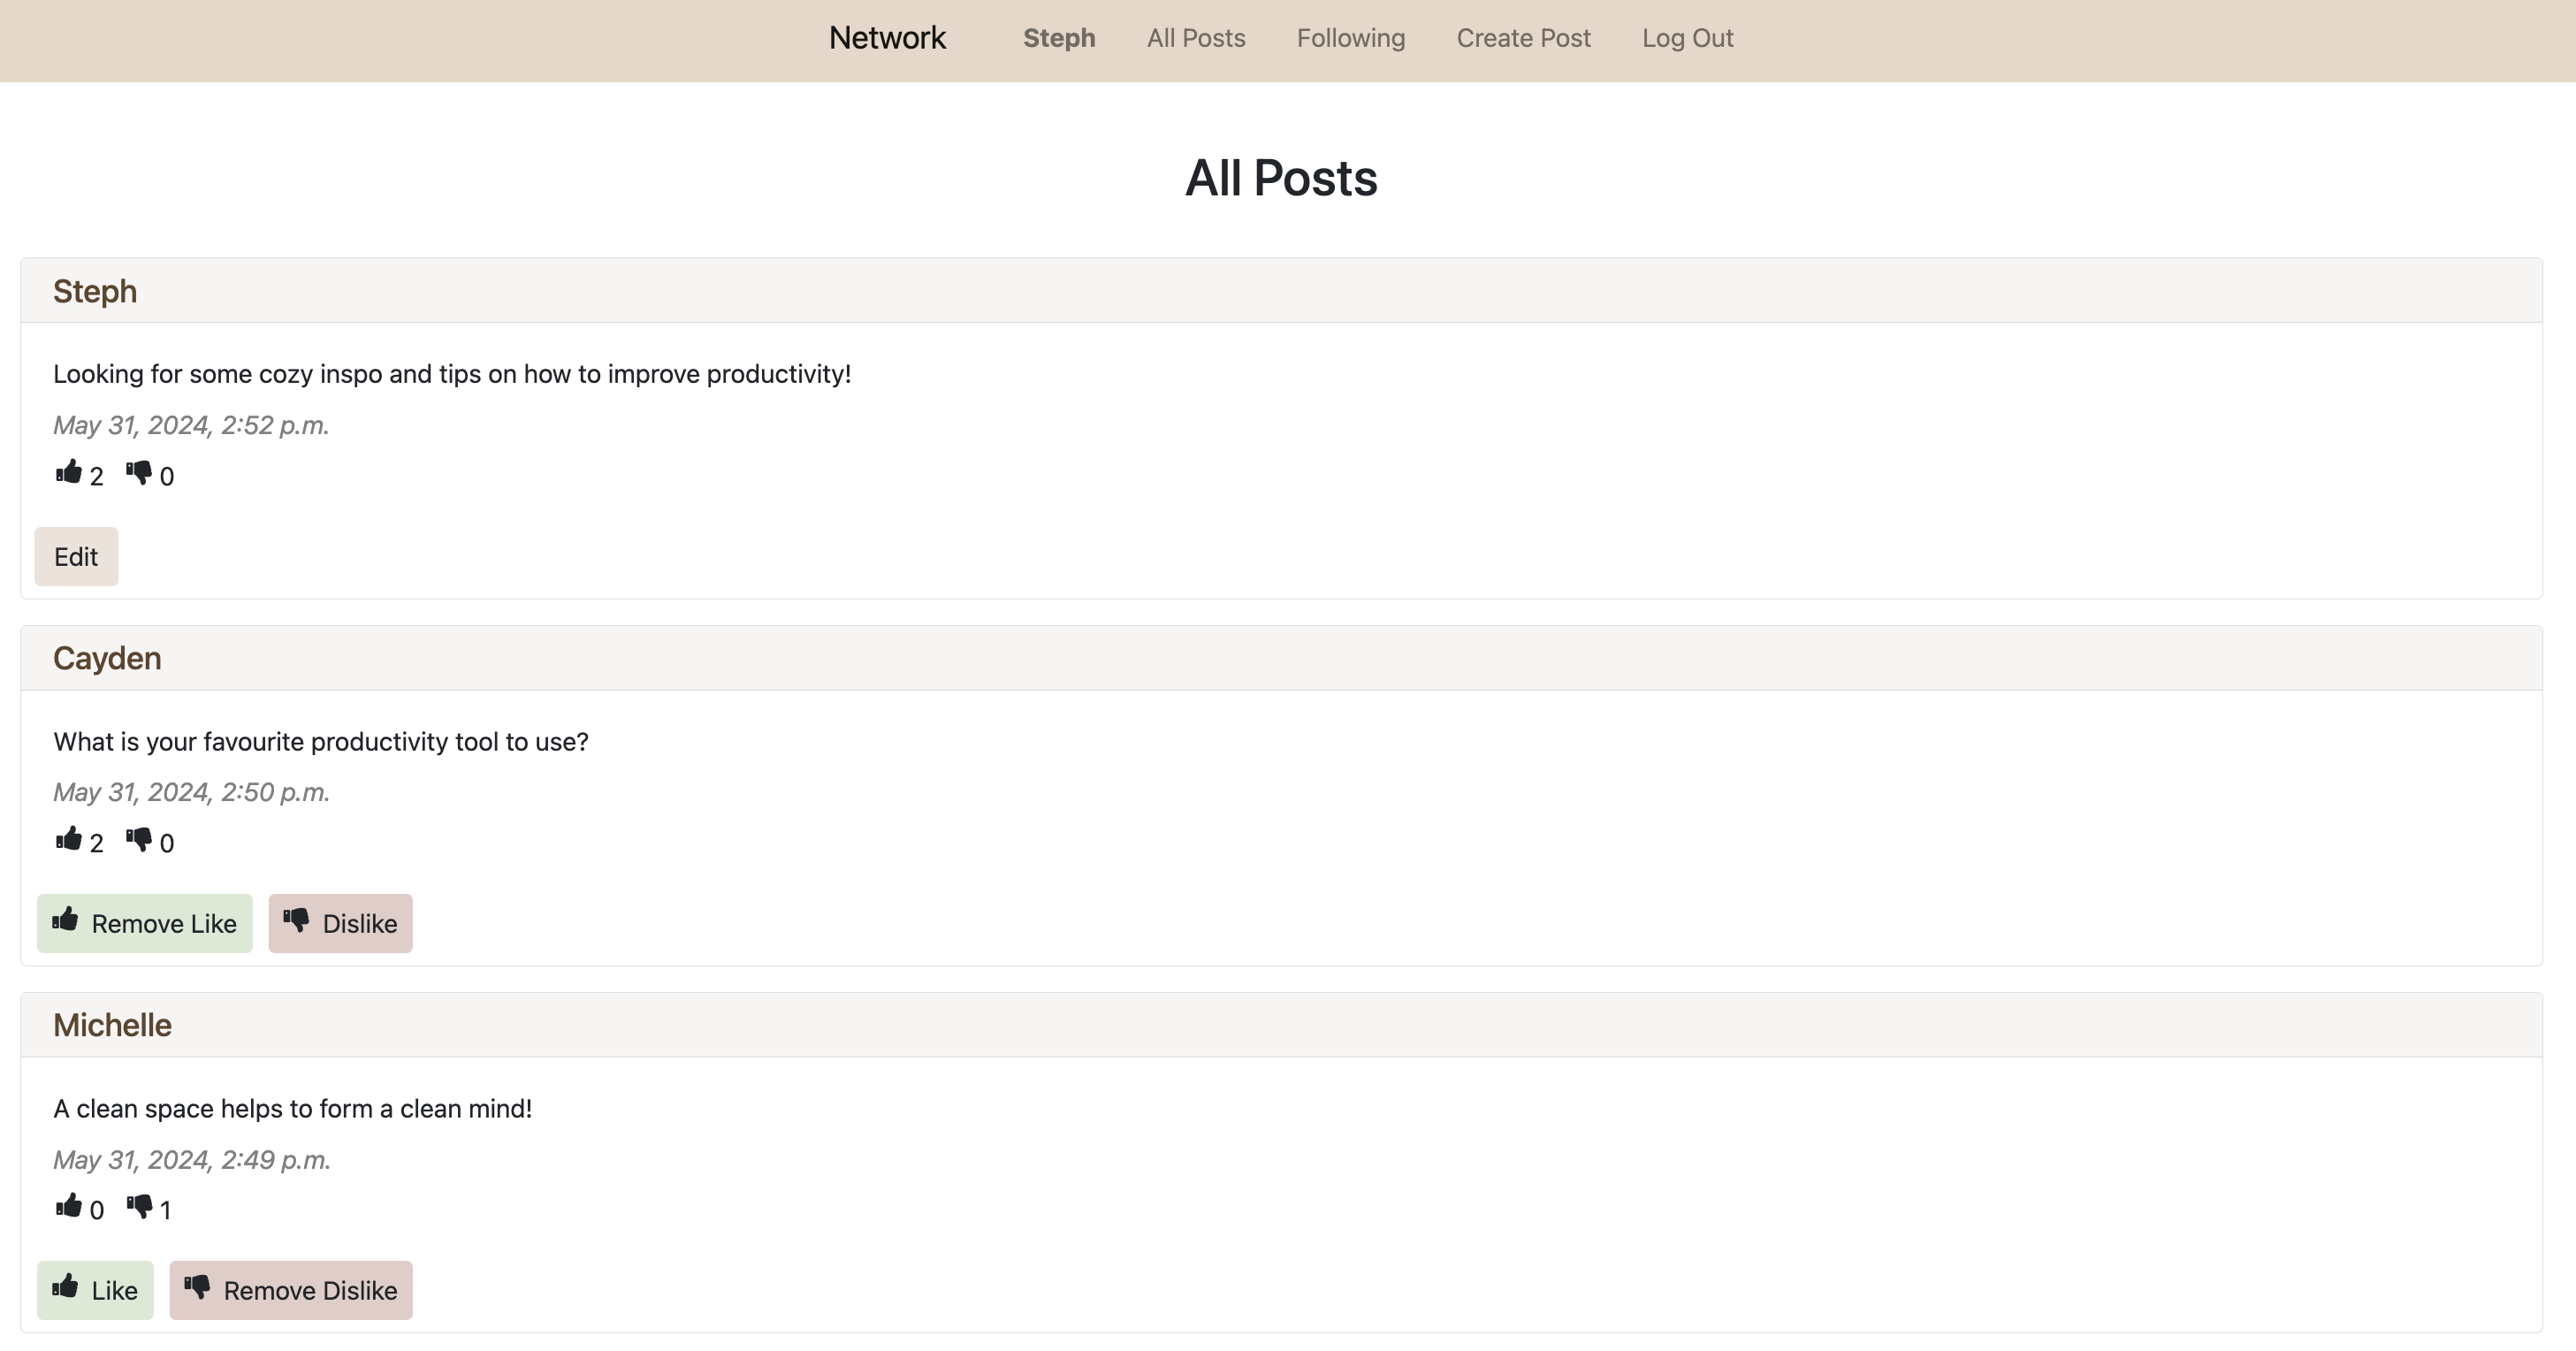 Network Steph All Posts Following Create Post Log Out
All Posts
Steph
Looking for some cozy inspo and tips on how to improve productivity!
May 31, 2024, 2:52 p.m.
2 0
Edit
Cayden
What is your favourite productivity tool to use?
May 31, 2024, 2:50 p.m.
2 0
Remove Like Dislike
Michelle
A clean space helps to form a clean mind!
May 31, 2024, 2:49 p.m.
0 1
Like Remove Dislike